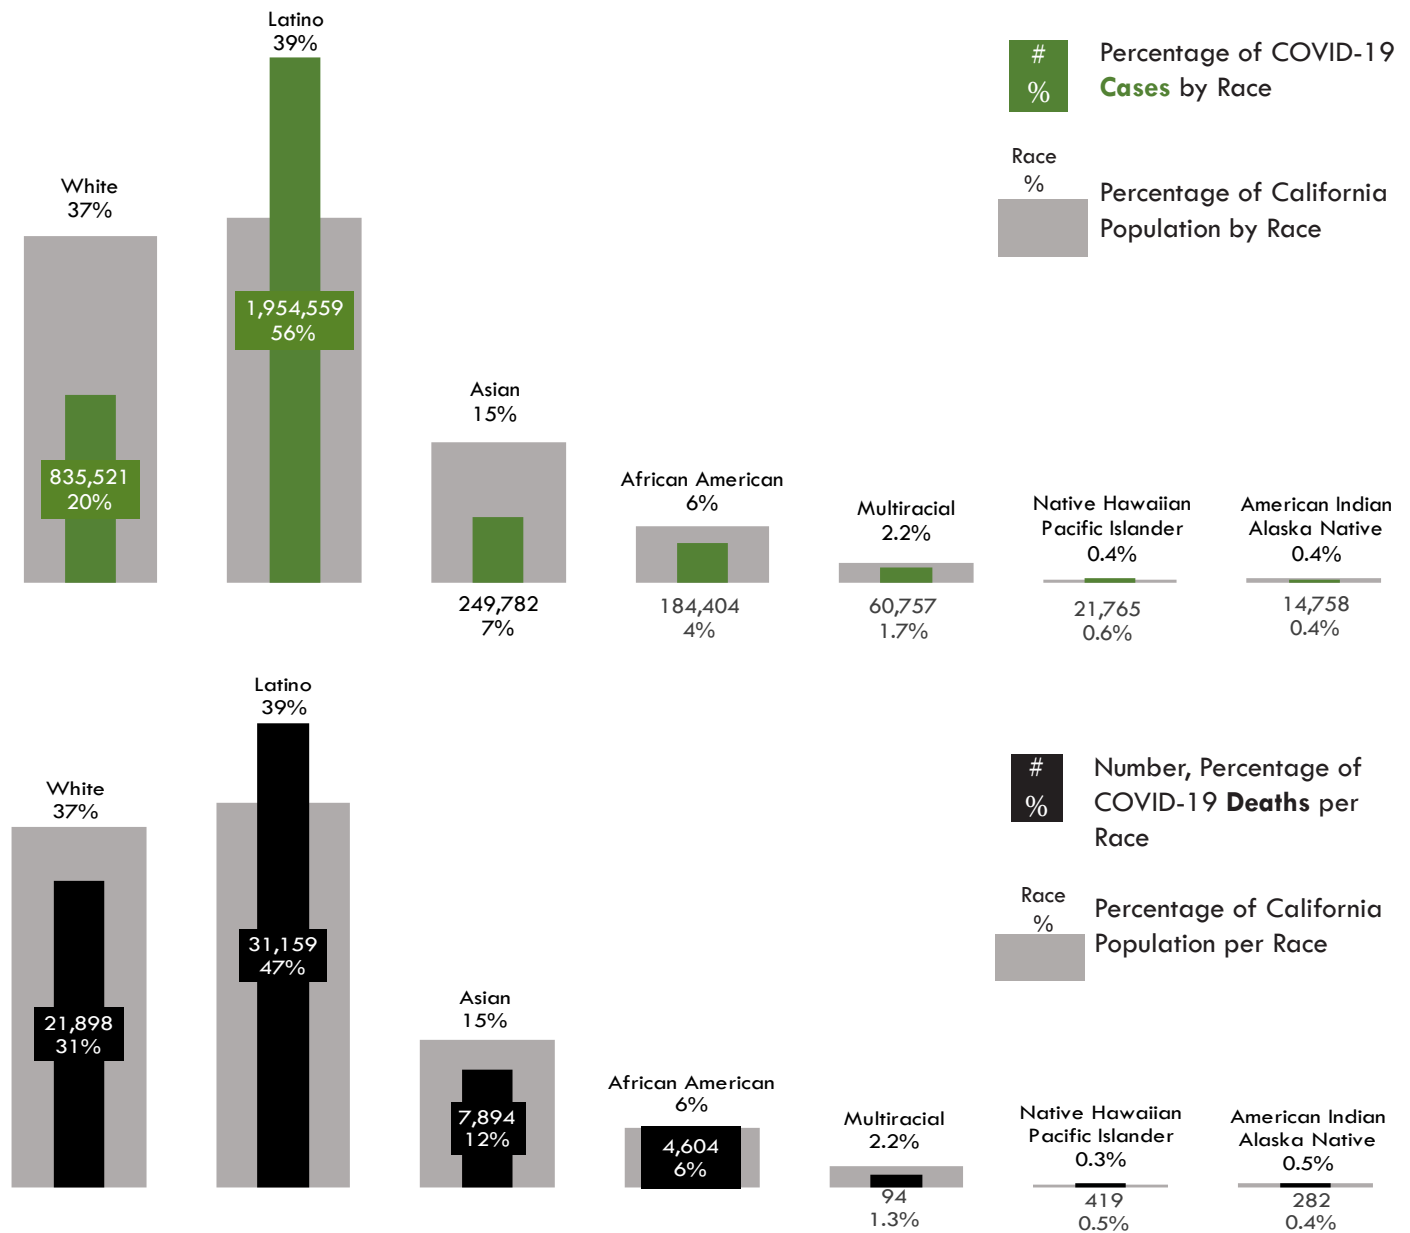 Latino
39%
White
37%
1,954,559
56%
835,521
20%
Asian
15%
249,782
7%
African American
6%
184,404
4%
Multiracial
2.2%
60,757
1.7%
Native Hawaiian
Pacific Islander
0.4%
21,765
0.6%
American Indian
Alaska Native
0.4%
14,758
0.4%
#
%
Percentage of COVID-19
Cases by Race
Race
%
Percentage of California
Population by Race
Latino
39%
White
37%
31,159
47%
21,898
31%
Asian
15%
7,894
12%
African American
6%
4,604
6%
Multiracial
2.2%
94
1.3%
Native Hawaiian
Pacific Islander
0.3%
419
0.5%
American Indian
Alaska Native
0.5%
282
0.4%
#
%
Number, Percentage of
COVID-19 Deaths per
Race
Race
%
Percentage of California
Population per Race